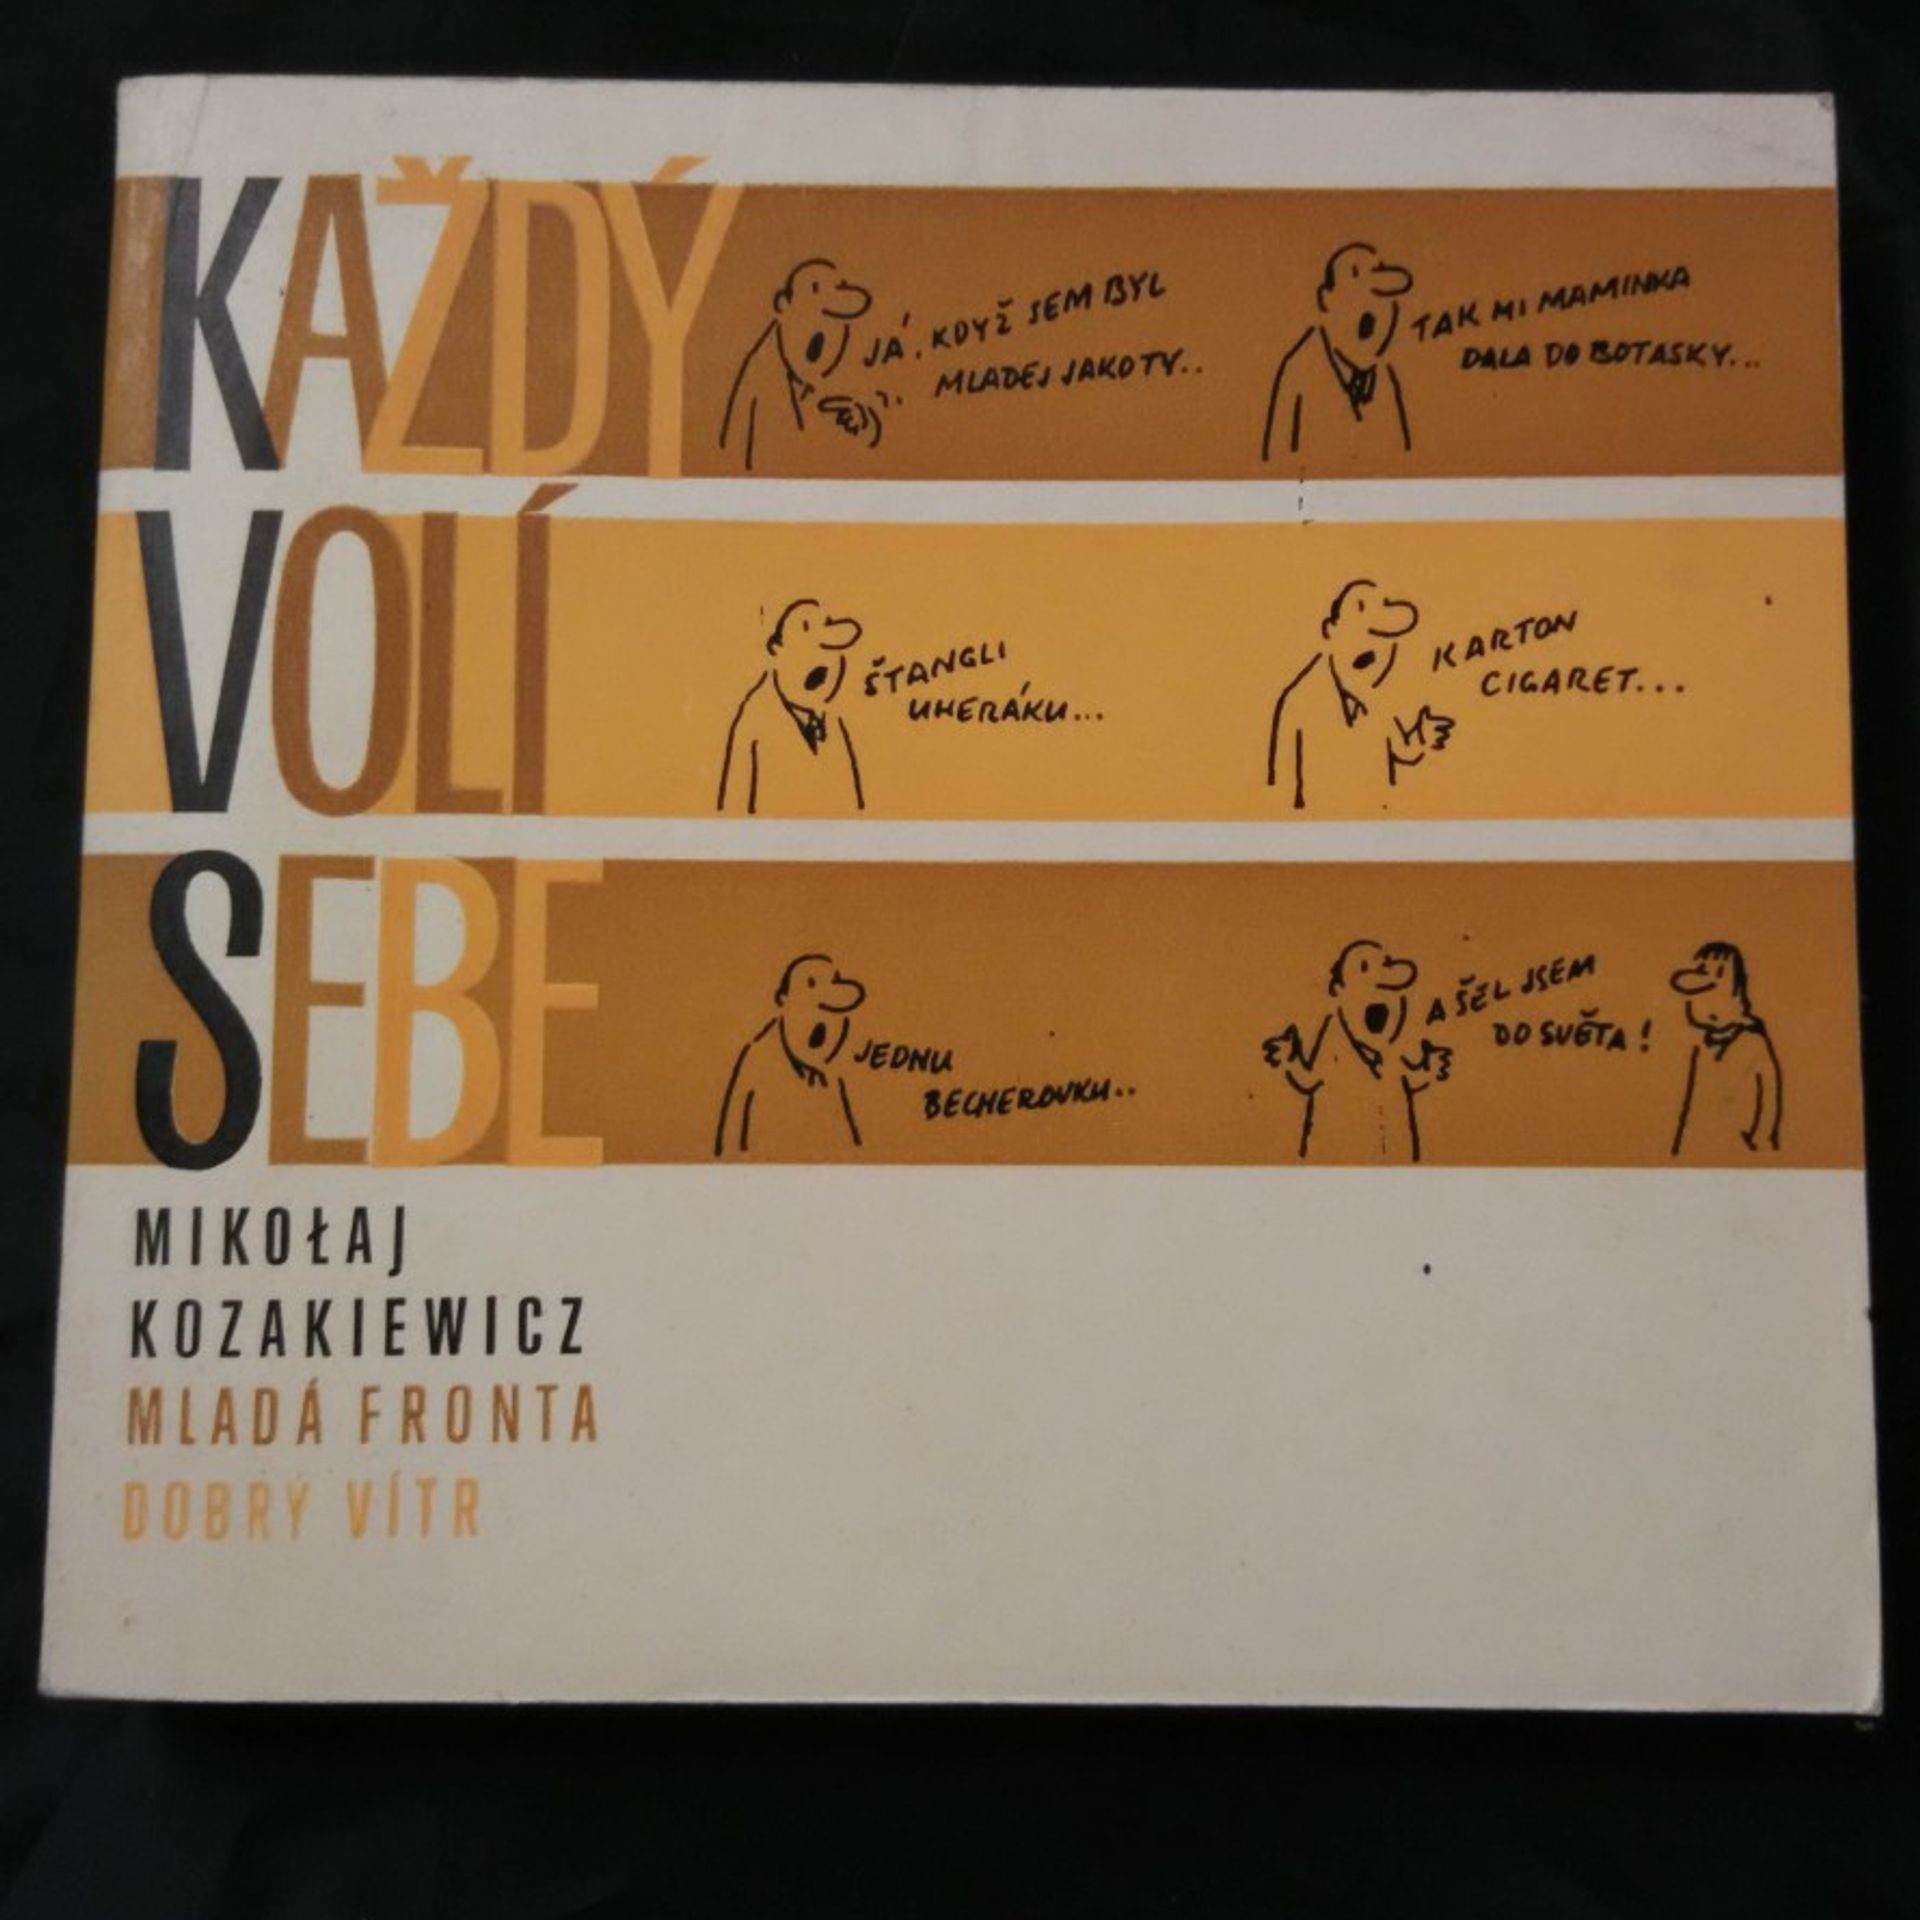 KAŽDÝ
JÁ, KDYŽ SEM BYL
MLADEJ JAKO TY..
TAK MI MAMINKA
DALA DO BOTASKY...
VOLÍ
ŠTANGLI
UHERÁKU...
KARTON
CIGARET...
SEBE
JEDNU
BECHEROVKU..
A ŠEL JSEM
DO SVĚTA!
MIKOŁAJ
KOZAKIEWICZ
MLADÁ FRONTA
DOBRÝ VÍTR